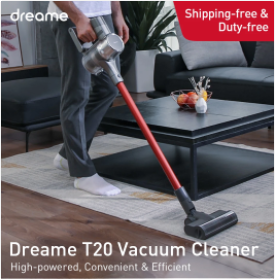 dreame
Shipping-free &
Duty-free
Dreame T20 Vacuum Cleaner
High-powered, Convenient & Efficient